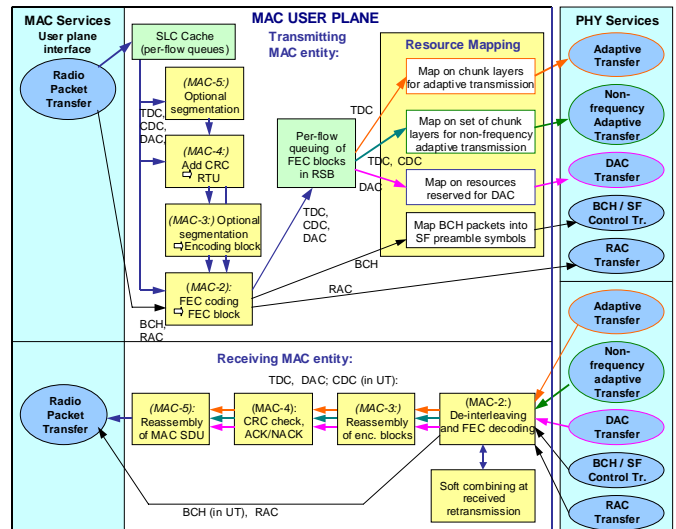 MAC Services
User plane
interface
MAC USER PLANE
PHY Services
Radio
Packet
Transfer
SLC Cache
(per-flow queues)
Transmitting
MAC entity:
TDC,
CDC,
DAC,
(MAC-5:)
Optional
segmentation
(MAC-4:)
Add CRC
⇨ RTU
(MAC-3:) Optional
segmentation
⇨Encoding block
(MAC-2):
FEC coding
⇨ FEC block
BCH,
RAC
TDC,
CDC,
DAC
Per-flow
queuing of
FEC blocks
in RSB
Resource Mapping
TDC
Map on chunk layers
for adaptive transmission
Map on set of chunk
layers for non-frequency
adaptive transmission
TDC, CDC
DAC
Map on resources
reserved for DAC
Map BCH packets into
SF preamble symbols
BCH
RAC
Adaptive
Transfer
Non-
frequency
Adaptive
Transfer
DAC
Transfer
BCH / SF
Control Tr.
RAC
Transfer
Receiving MAC entity:
TDC, DAC; CDC (in UT):
Radio
Packet
Transfer
(MAC-5):
Reassembly
of MAC SDU
(MAC-4):
CRC check,
ACK/NACK
(MAC-3:)
Reassembly
of enc. blocks
(MAC-2:)
De-interleaving
and FEC decoding
Soft combining at
received
retransmission
BCH (in UT), RAC
Adaptive
Transfer
Non-
frequency
adaptive
Transfer
DAC
Transfer
BCH / SF
Control Tr.
RAC
Transfer